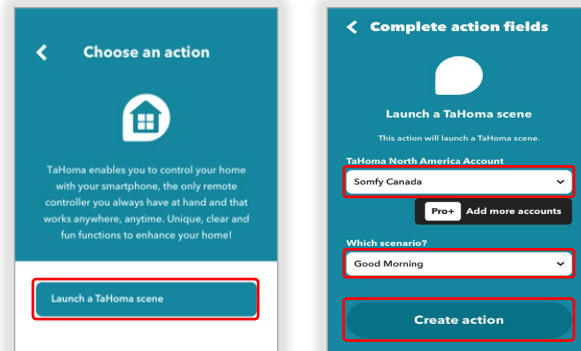 Choose an action
TaHoma enables you to control your home
with your smartphone, the only remote
controller you always have at hand and that
works anywhere, anytime. Unique, clear and
fun functions to enhance your home!
Launch a TaHoma scene
Complete action fields
Launch a TaHoma scene
This action will launch a TaHoma scene.
TaHoma North America Account
Somfy Canada
Pro+ Add more accounts
Which scenario?
Good Morning
Create action